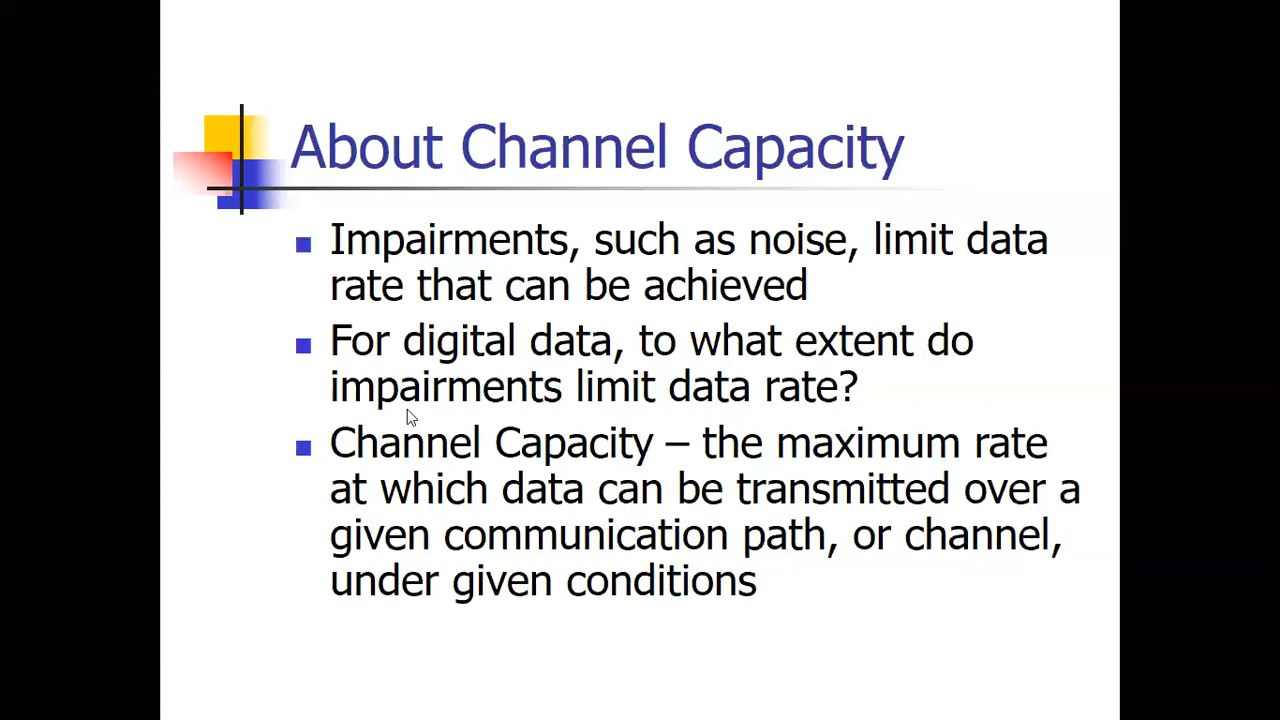 About Channel Capacity
Impairments, such as noise, limit data
rate that can be achieved
For digital data, to what extent do
impairments limit data rate?
Channel Capacity – the maximum rate
at which data can be transmitted over a
given communication path, or channel,
under given conditions